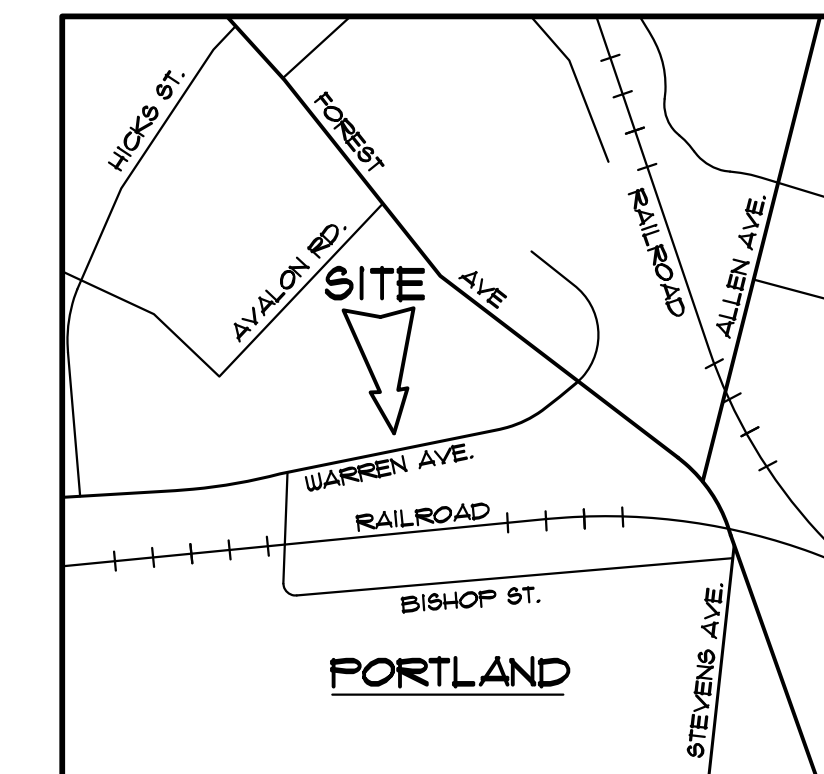 HICKS ST.
FOREST
AVE
AVALON RD.
SITE
RAILROAD
ALLEN AVE.
WARREN AVE.
RAILROAD
BISHOP ST.
PORTLAND
STEVENS AVE.